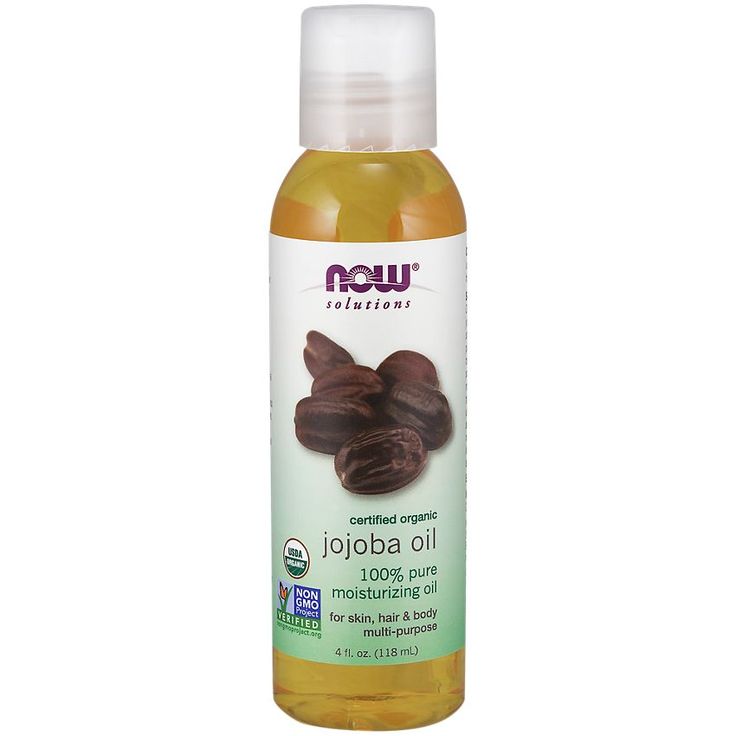 NOW®
solutions
certified organic
jojoba oil
100% pure
moisturizing oil
for skin, hair & body
multi-purpose
4 fl. oz. (118 mL)
USDA
ORGANIC
NON
GMO
Project
VERIFIED
nongmoproject.org